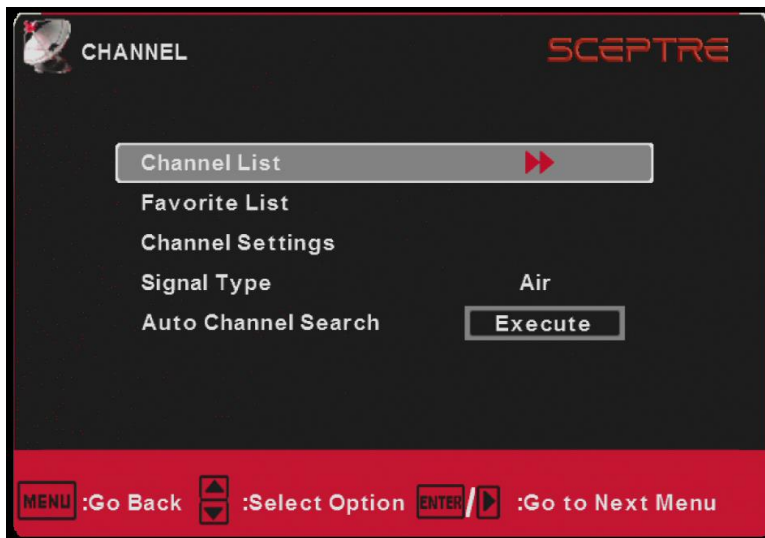 CHANNEL
SCEPTRE
Channel List
Favorite List
Channel Settings
Signal Type Air
Auto Channel Search Execute
MENU :Go Back :Select Option ENTER/ :Go to Next Menu